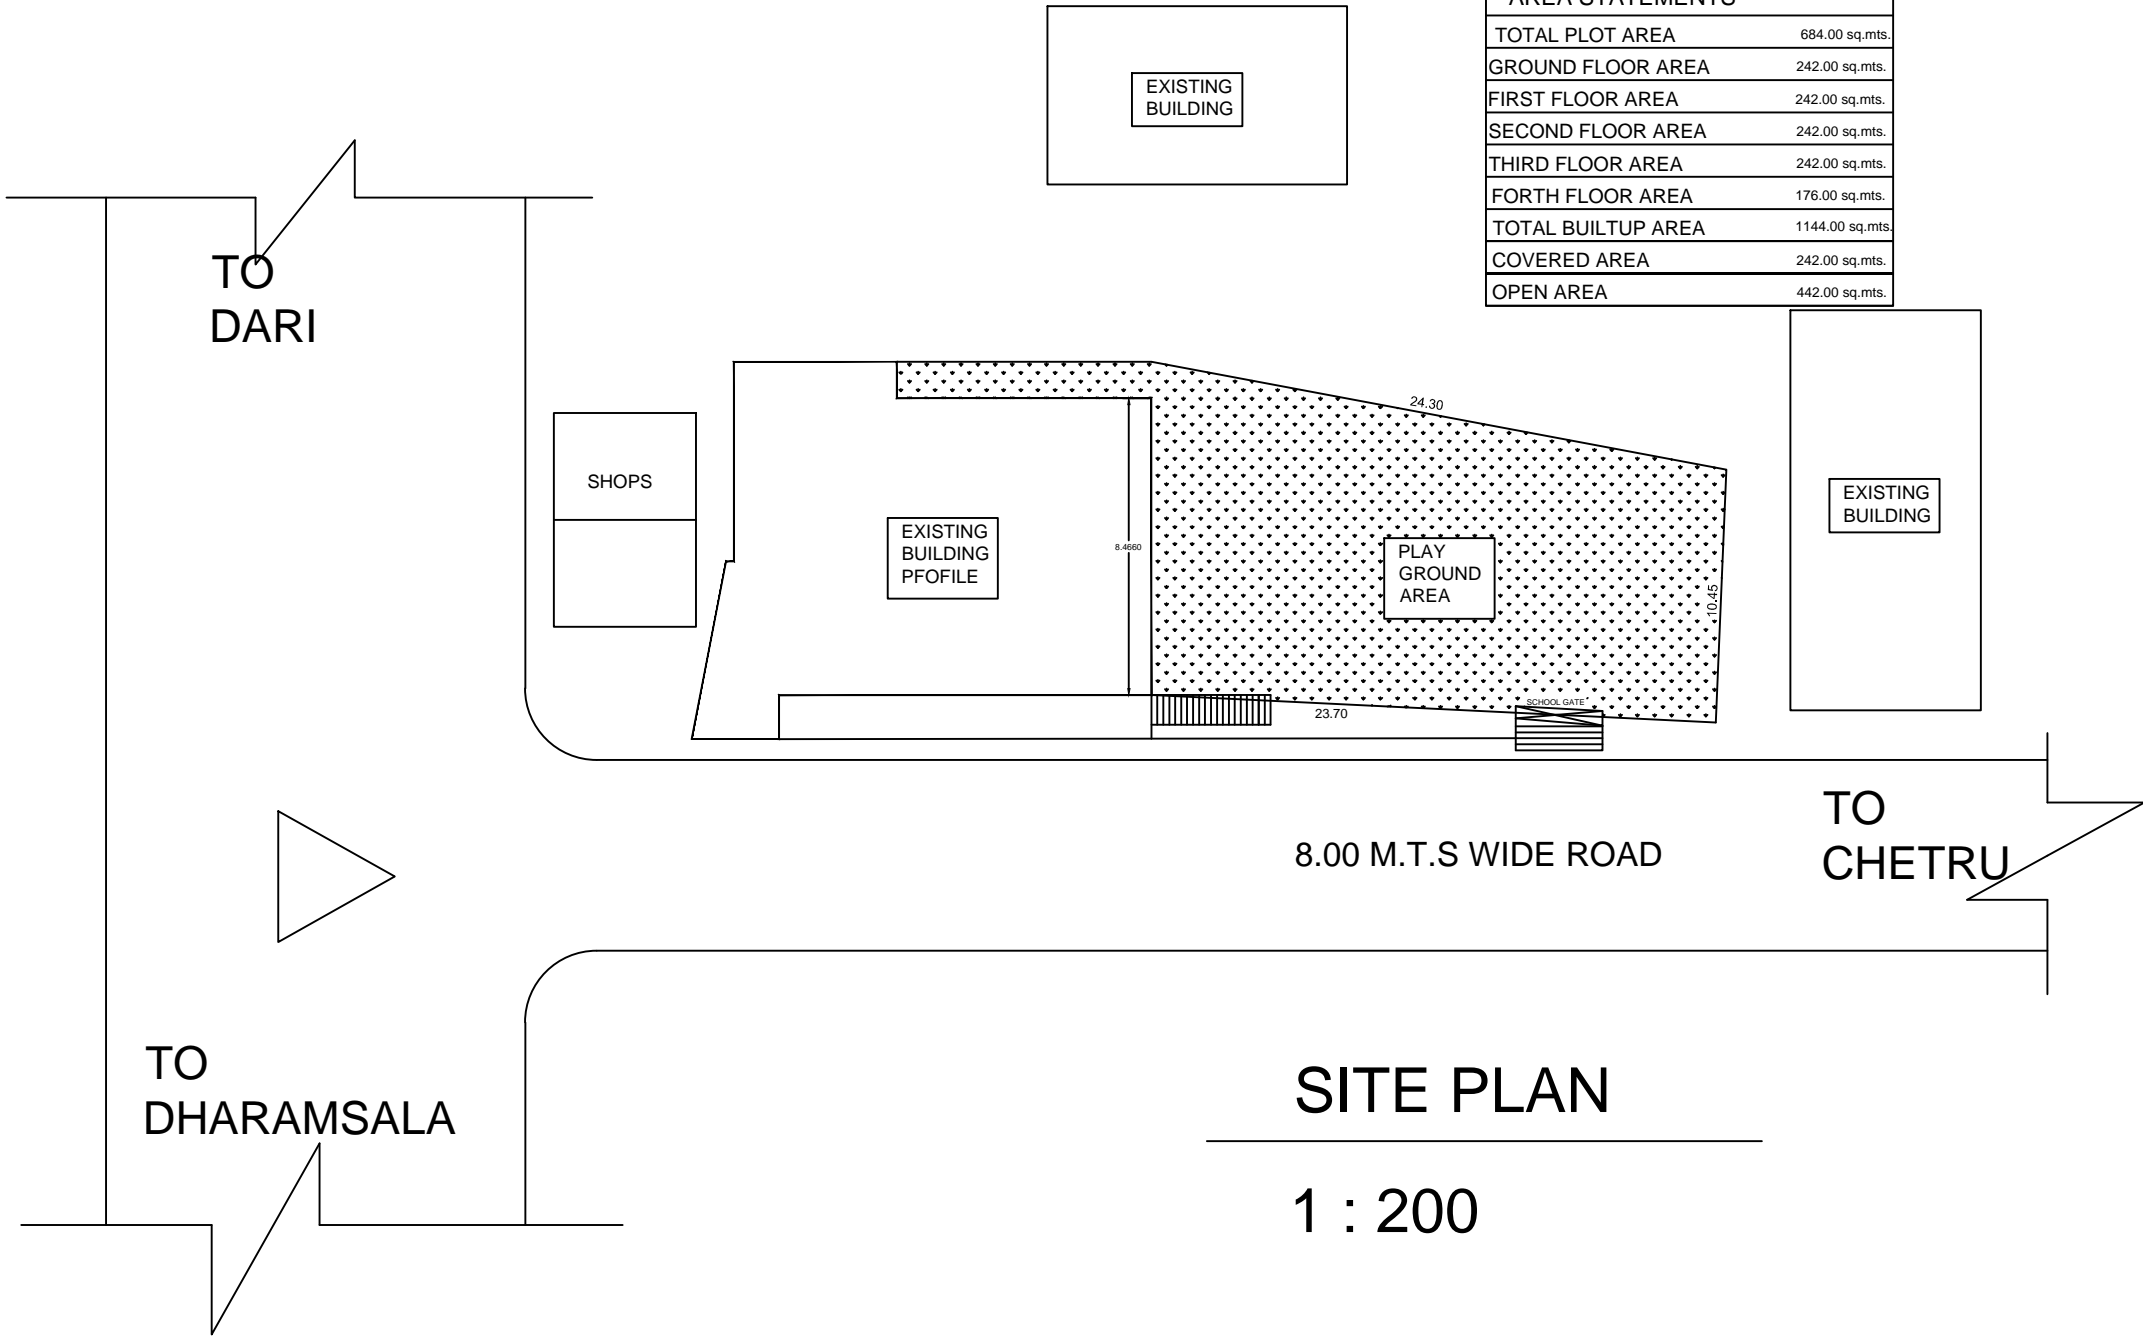 AREA STATEMENTS
TOTAL PLOT AREA 684.00 sq.mts.
GROUND FLOOR AREA 242.00 sq.mts.
FIRST FLOOR AREA 242.00 sq.mts.
SECOND FLOOR AREA 242.00 sq.mts.
THIRD FLOOR AREA 242.00 sq.mts.
FORTH FLOOR AREA 176.00 sq.mts.
TOTAL BUILTUP AREA 1144.00 sq.mts.
COVERED AREA 242.00 sq.mts.
OPEN AREA 442.00 sq.mts.
EXISTING
BUILDING
TO
DARI
SHOPS
EXISTING
BUILDING
PFOFILE
8.4660
24.30
PLAY
GROUND
AREA
10.45
EXISTING
BUILDING
SCHOOL GATE
23.70
8.00 M.T.S WIDE ROAD
TO
CHETRU
TO
DHARAMSALA
SITE PLAN
1 : 200